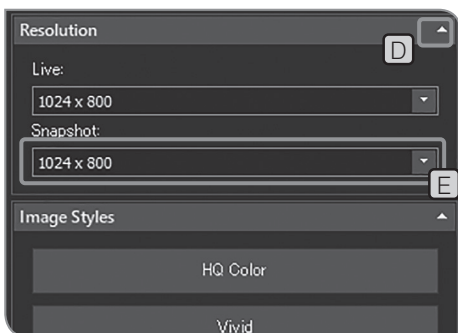 Resolution
D
Live:
1024 x 800
Snapshot:
1024 x 800
E
Image Styles
HQ Color
Vivid